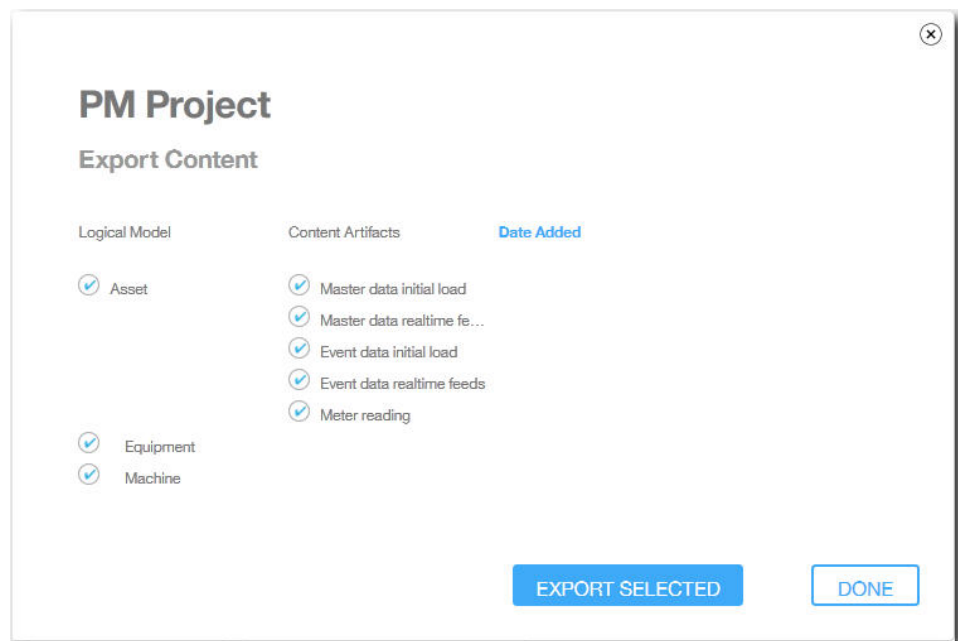 PM Project
Export Content
Logical Model Content Artifacts Date Added
Asset Master data initial load
Master data realtime fe...
Event data initial load
Event data realtime feeds
Meter reading
Equipment
Machine
EXPORT SELECTED DONE